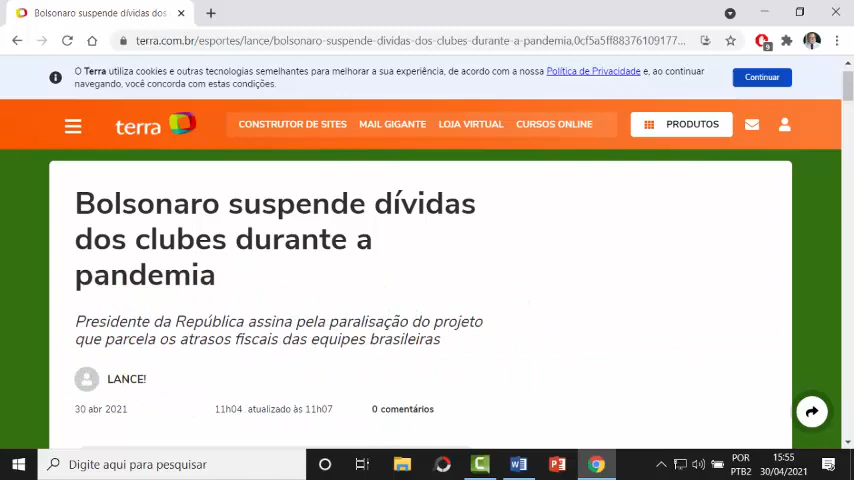 Bolsonaro suspende dívidas dos
terra.com.br/esportes/lance/bolsonaro-suspende-dividas-dos-clubes-durante-a-pandemia,0cf5a5ff88376109177...
9
O Terra utiliza cookies e outras tecnologias semelhantes para melhorar a sua experiência, de acordo com a nossa Política de Privacidade e, ao continuar
navegando, você concorda com estas condições.
Continuar
terra
CONSTRUTOR DE SITES MAIL GIGANTE LOJA VIRTUAL CURSOS ONLINE
PRODUTOS
Bolsonaro suspende dívidas
dos clubes durante a
pandemia
Presidente da República assina pela paralisação do projeto
que parcela os atrasos fiscais das equipes brasileiras
LANCE!
30 abr 2021 11h04 atualizado às 11h07 0 comentários
Digite aqui para pesquisar
POR
PTB2
15:55
30/04/2021